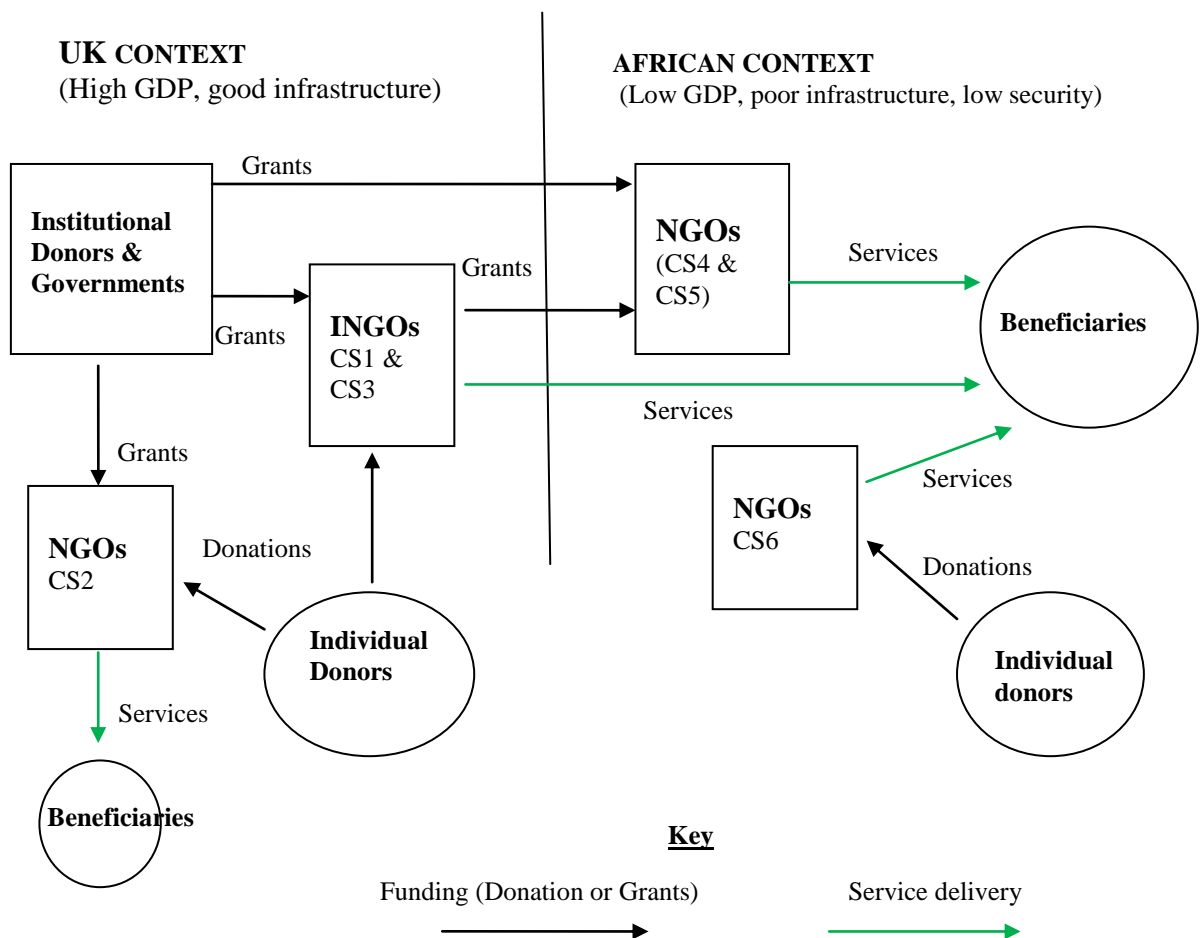 UK CONTEXT
(High GDP, good infrastructure)
AFRICAN CONTEXT
(Low GDP, poor infrastructure, low security)
Grants
Institutional
Donors &
Governments
Grants
INGOs
CS1 &
CS3
Grants
NGOs
(CS4 &
CS5)
Services
Beneficiaries
Services
Grants
NGOs
CS2
Donations
Individual
Donors
Services
Beneficiaries
NGOs
CS6
Services
Donations
Individual
donors
Key
Funding (Donation or Grants)
Service delivery